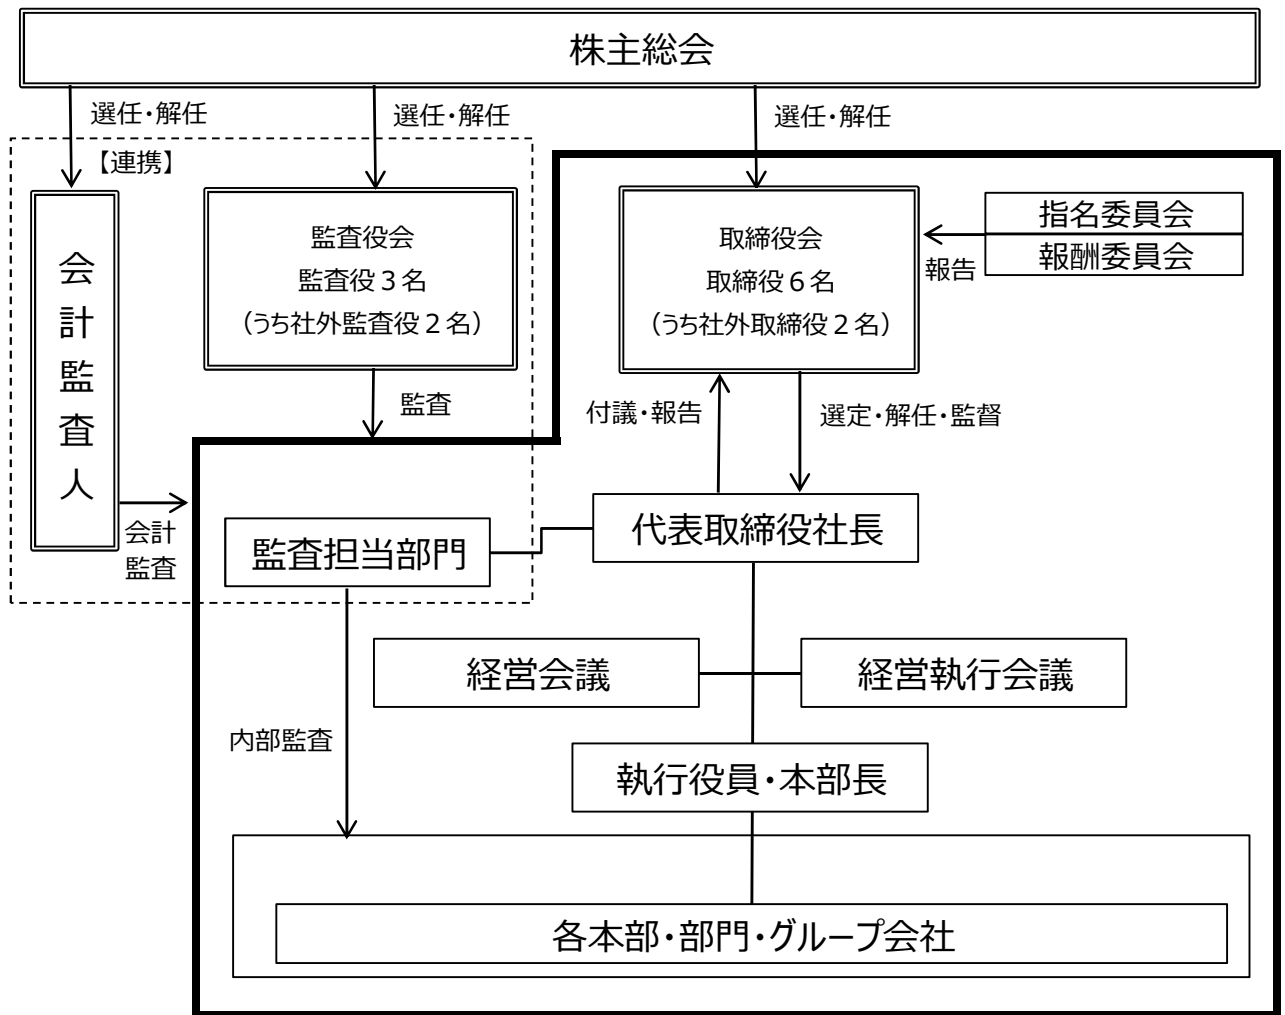 株主総会
選任・解任
選任・解任
選任・解任
【連携】
会計監査人
監査役会
監査役３名
（うち社外監査役２名）
取締役会
取締役６名
（うち社外取締役２名）
指名委員会
報酬委員会
報告
監査
付議・報告
選定・解任・監督
会計
監査
監査担当部門
代表取締役社長
経営会議
経営執行会議
内部監査
執行役員・本部長
各本部・部門・グループ会社